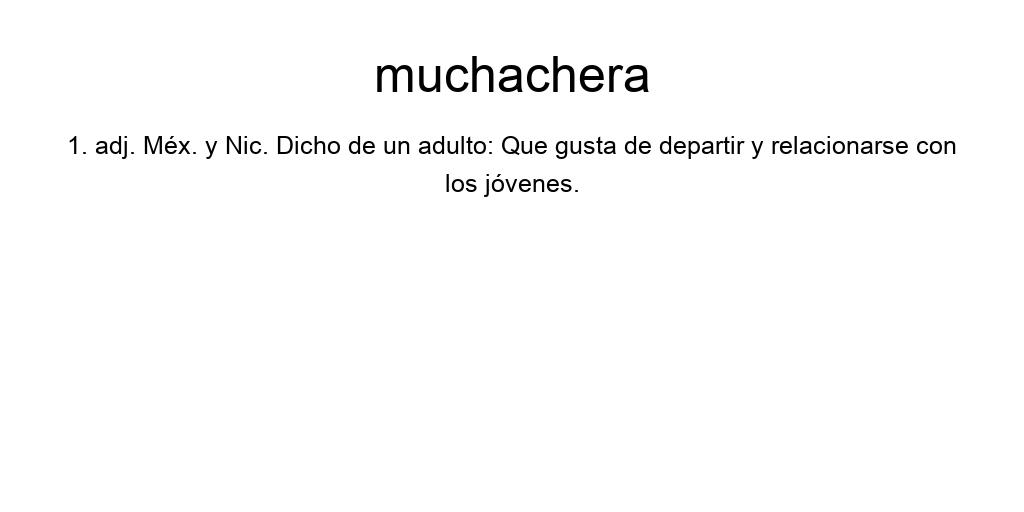 muchachera
1. adj. Méx. y Nic. Dicho de un adulto: Que gusta de departir y relacionarse con
los jóvenes.